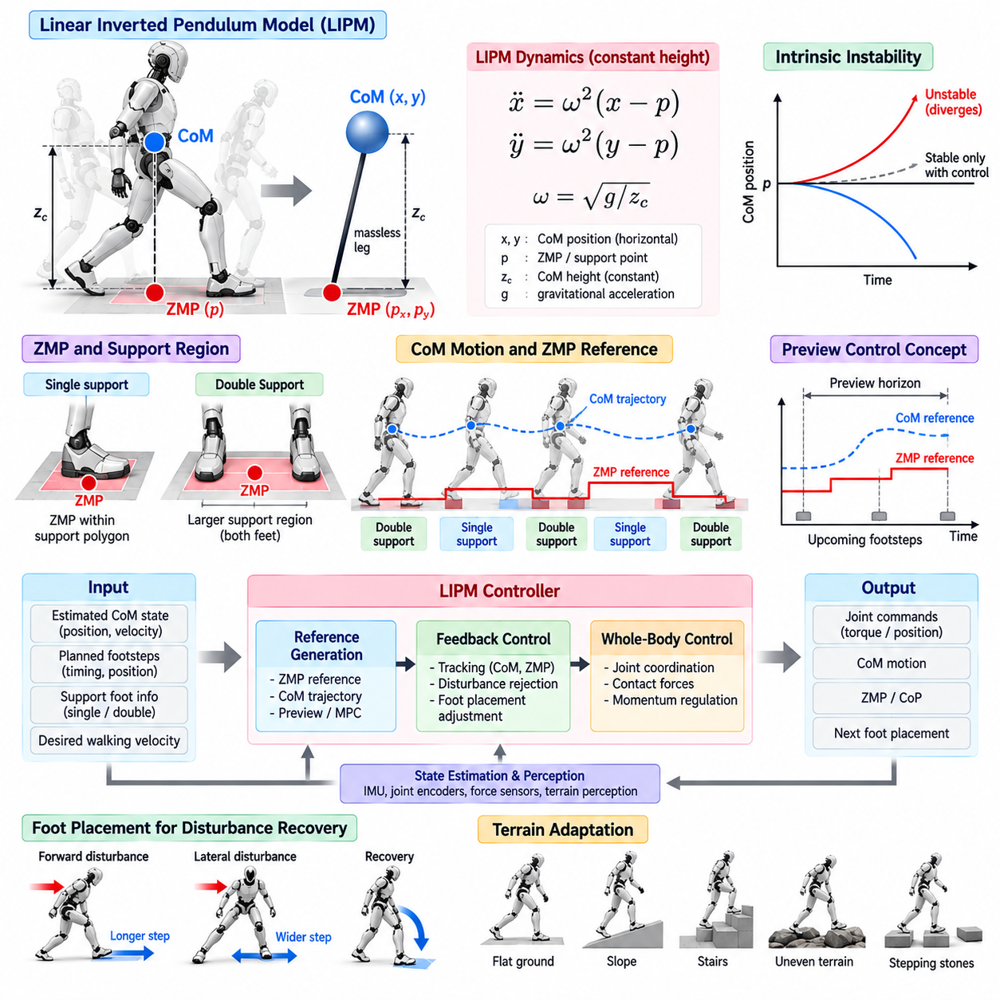 Linear Inverted Pendulum Model (LIPM)
CoM
z_c
ZMP (p)
CoM (x, y)
z_c
massless
leg
ZMP (p_x, p_y)
LIPM Dynamics (constant height)
ẍ = ω²(x − p)
ÿ = ω²(y − p)
ω = √g/z_c
x, y : CoM position (horizontal)
p : ZMP / support point
z_c : CoM height (constant)
g : gravitational acceleration
Intrinsic Instability
CoM position
p
Unstable
(diverges)
Stable only
with control
Time
ZMP and Support Region
Single support
ZMP
ZMP within
support polygon
Double Support
ZMP
Larger support region
(both feet)
CoM Motion and ZMP Reference
CoM trajectory
ZMP reference
Double
support
Single
support
Double
support
Single
support
Double
support
Preview Control Concept
Preview horizon
CoM reference
ZMP reference
Upcoming footsteps
Time
Input
Estimated CoM state
(position, velocity)
Planned footsteps
(timing, position)
Support foot info
(single / double)
Desired walking velocity
LIPM Controller
Reference
Generation
- ZMP reference
- CoM trajectory
- Preview / MPC
Feedback Control
- Tracking (CoM, ZMP)
- Disturbance rejection
- Foot placement
adjustment
Whole-Body Control
- Joint coordination
- Contact forces
- Momentum regulation
Output
Joint commands
(torque / position)
CoM motion
ZMP / CoP
Next foot placement
State Estimation & Perception
IMU, joint encoders, force sensors, terrain perception
Foot Placement for Disturbance Recovery
Forward disturbance
Longer step
Lateral disturbance
Wider step
Recovery
Terrain Adaptation
Flat ground
Slope
Stairs
Uneven terrain
Stepping stones